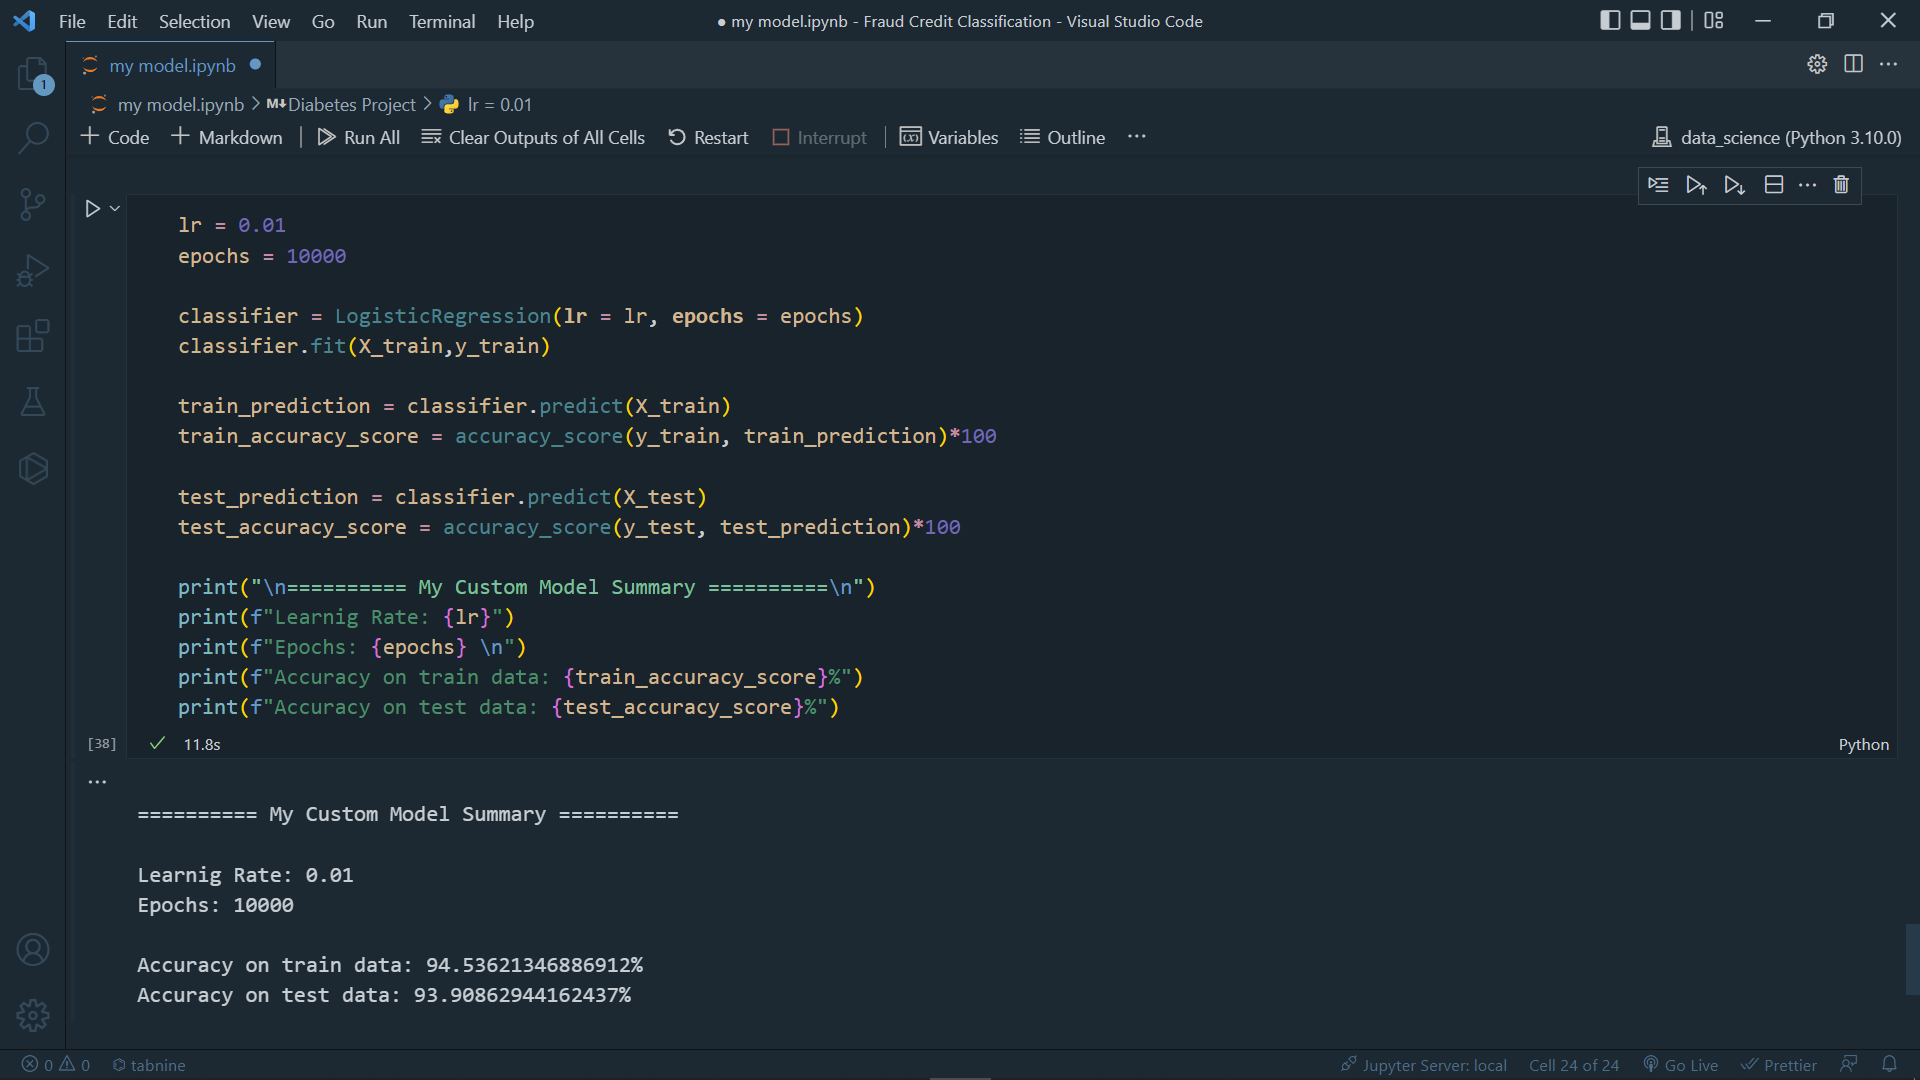 File Edit Selection View Go Run Terminal Help
● my model.ipynb - Fraud Credit Classification - Visual Studio Code
my model.ipynb ●
1
my model.ipynb > M↓Diabetes Project > lr = 0.01
+ Code + Markdown | Run All Clear Outputs of All Cells Restart Interrupt | Variables Outline ···
data_science (Python 3.10.0)
lr = 0.01
epochs = 10000
classifier = LogisticRegression(lr = lr, epochs = epochs)
classifier.fit(X_train,y_train)
train_prediction = classifier.predict(X_train)
train_accuracy_score = accuracy_score(y_train, train_prediction)*100
test_prediction = classifier.predict(X_test)
test_accuracy_score = accuracy_score(y_test, test_prediction)*100
print("\n========== My Custom Model Summary ==========\n")
print(f"Learnig Rate: {lr}")
print(f"Epochs: {epochs} \n")
print(f"Accuracy on train data: {train_accuracy_score}%")
print(f"Accuracy on test data: {test_accuracy_score}%")
[38] ✓ 11.8s
Python
...
========== My Custom Model Summary ==========
Learnig Rate: 0.01
Epochs: 10000
Accuracy on train data: 94.53621346886912%
Accuracy on test data: 93.90862944162437%
0 0 tabnine
Jupyter Server: local Cell 24 of 24 Go Live Prettier